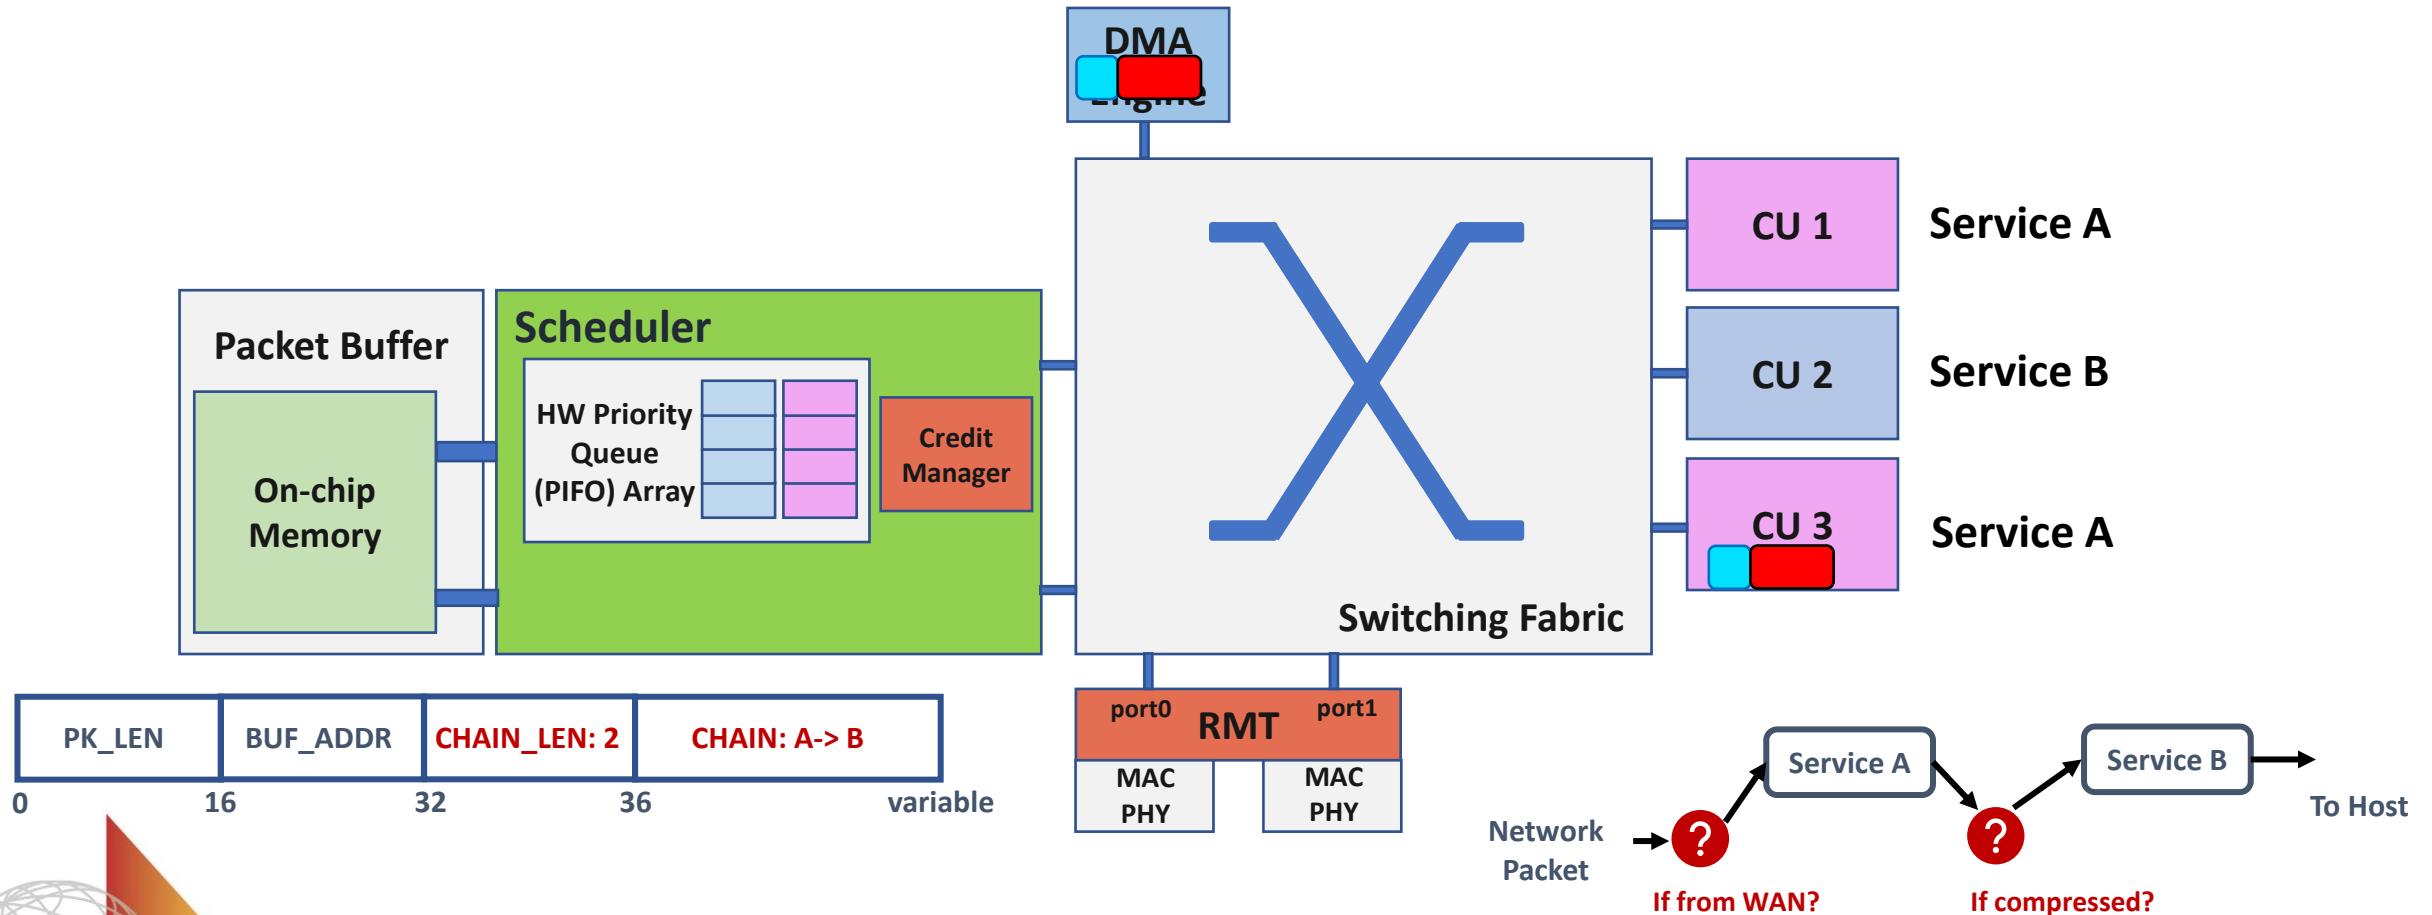 DMA
Engine
CU 1
Service A
CU 2
Service B
CU 3
Service A
Packet Buffer
On-chip
Memory
Scheduler
HW Priority
Queue
(PIFO) Array
Credit
Manager
Switching Fabric
port0
RMT
port1
MAC
PHY
MAC
PHY
PK_LEN
BUF_ADDR
CHAIN_LEN: 2
CHAIN: A-> B
0
16
32
36
variable
Network
Packet
?
If from WAN?
Service A
?
If compressed?
Service B
To Host